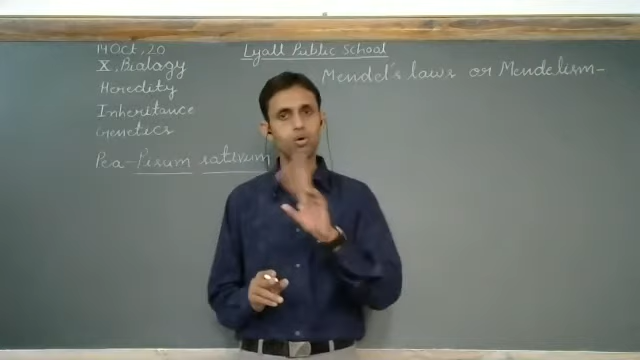 14 Oct, 20
Lyall Public School
X, Biology
Mendel's laws or Mendelism-
Heredity
Inheritance
Genetics
Pea - Pisum sativum